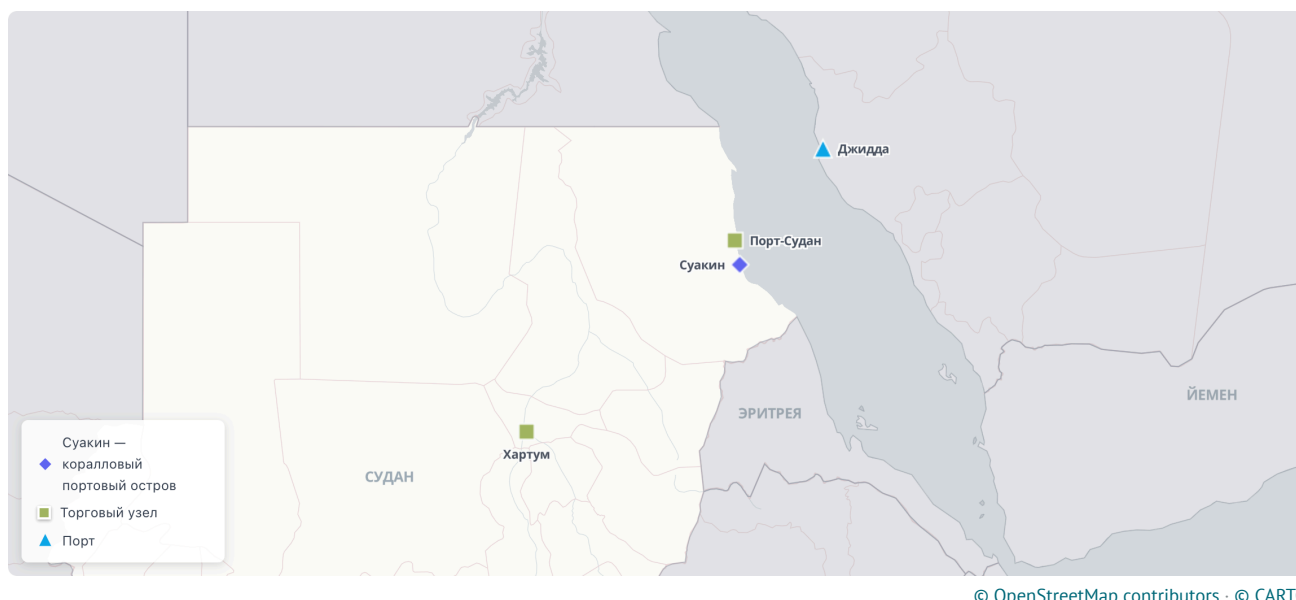 Джидда
Порт-Судан
Суакин
ЙЕМЕН
ЭРИТРЕЯ
Хартум
СУДАН
Суакин —
коралловый
портовый остров
Торговый узел
Порт
© OpenStreetMap contributors · © CART